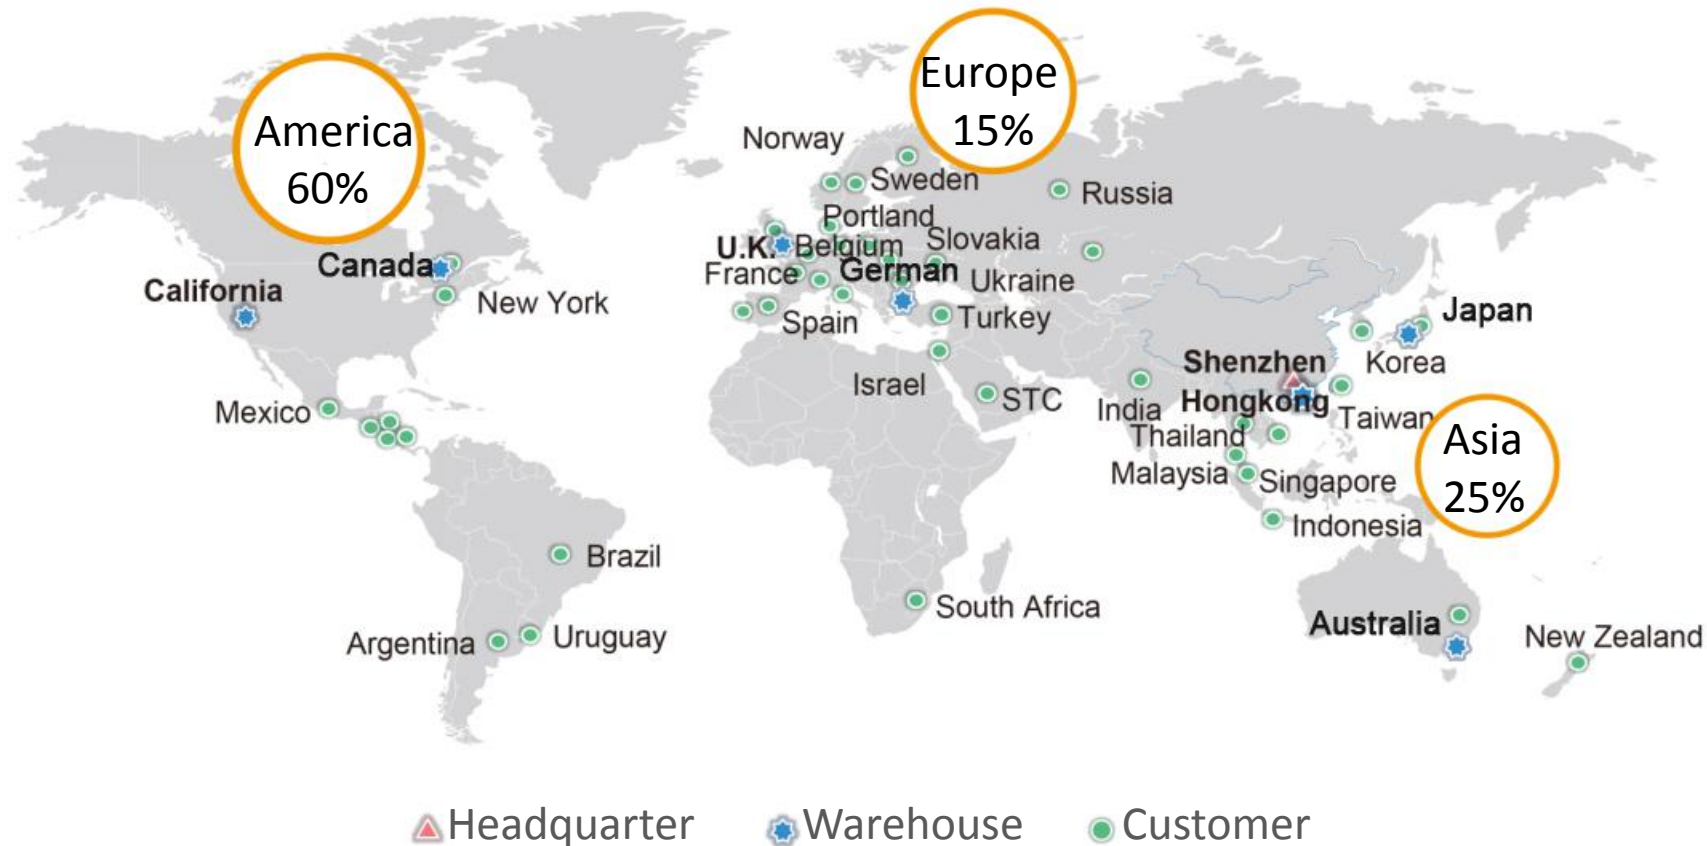 America
60%
Europe
15%
Norway
Sweden
Russia
Portland
U.K.
Belgium
Slovakia
France
German
Ukraine
Canada
California
New York
Spain
Turkey
Japan
Shenzhen
Korea
Israel
STC
India
Hongkong
Taiwan
Mexico
Thailand
Asia
25%
Malaysia
Singapore
Indonesia
Brazil
South Africa
Argentina
Uruguay
Australia
New Zealand
Headquarter
Warehouse
Customer